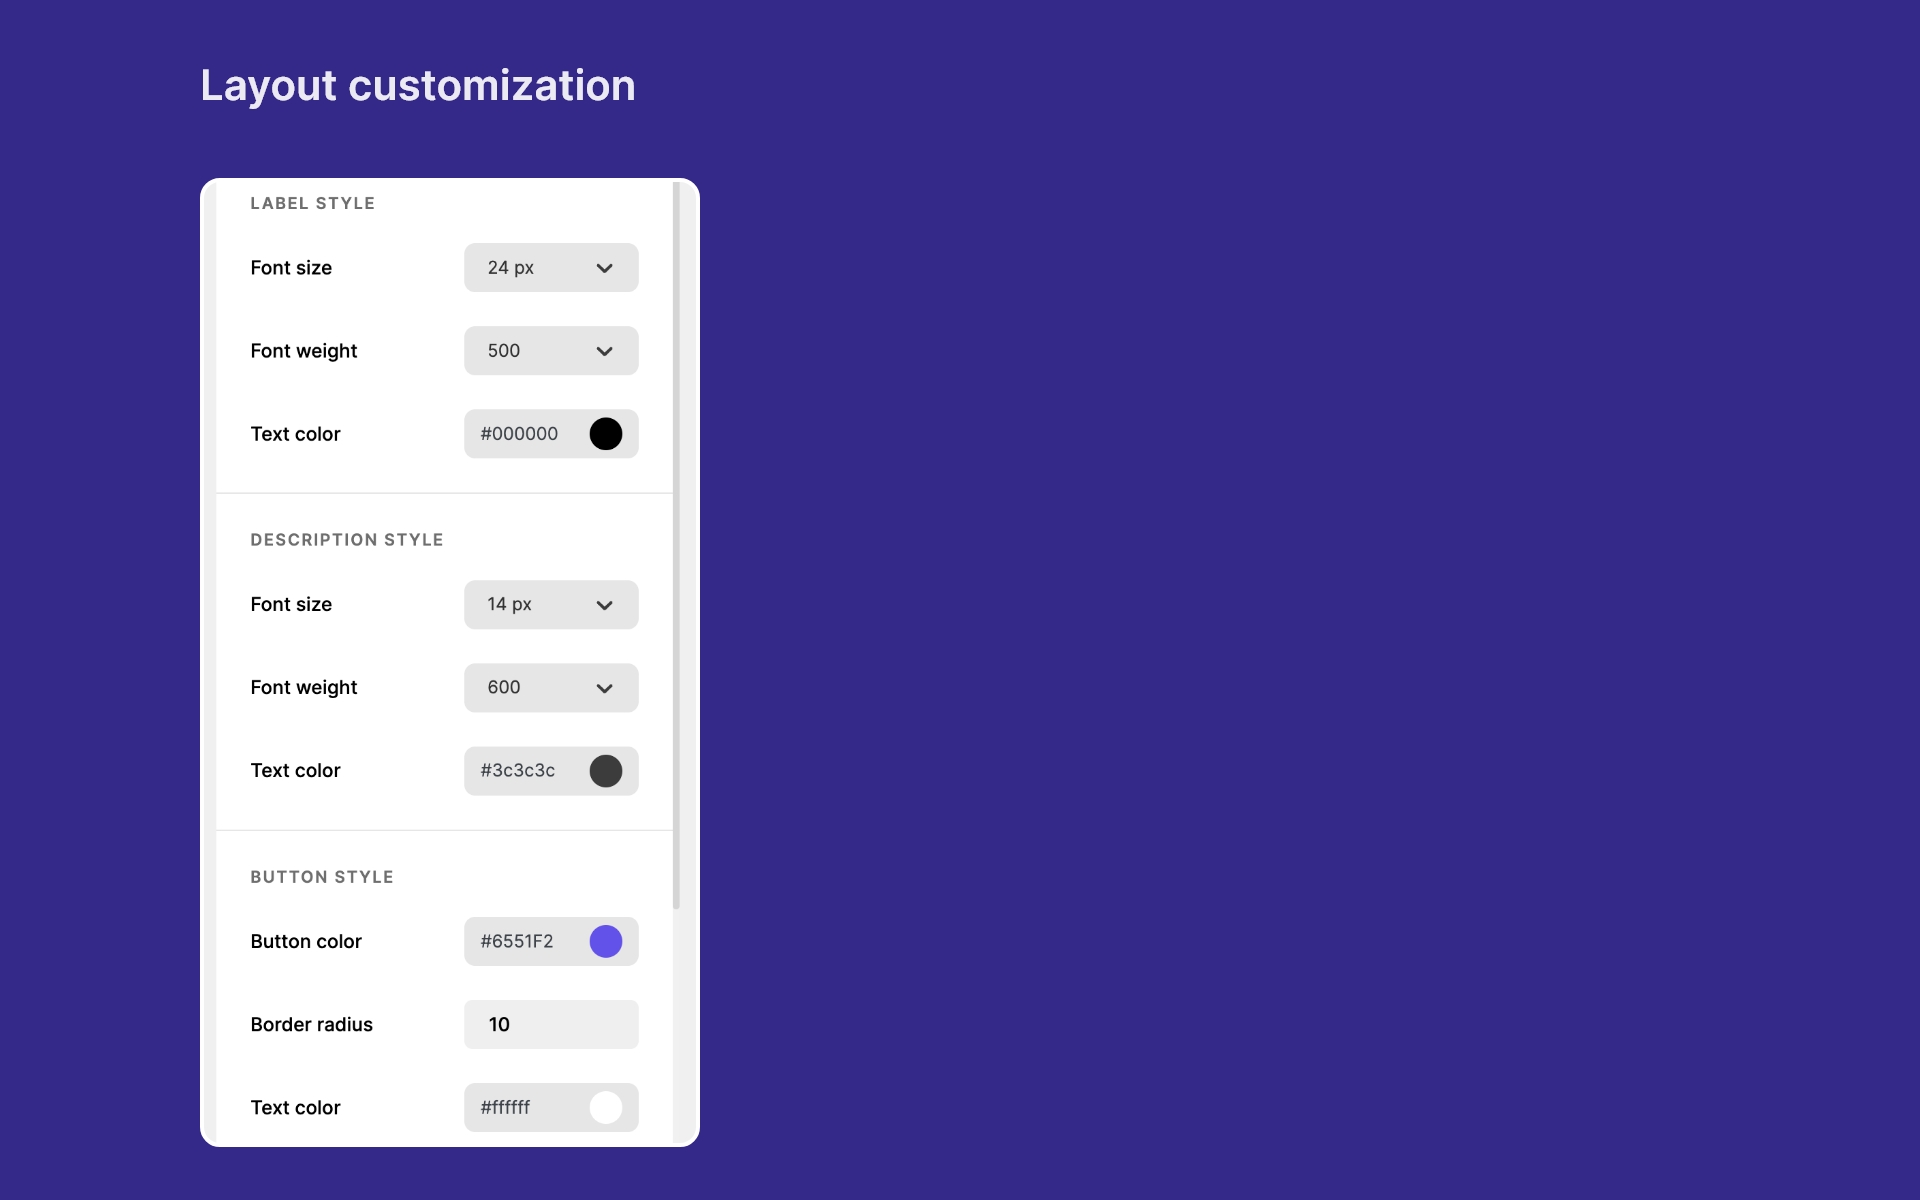 Layout customization
LABEL STYLE
Font size 24 px
Font weight 500
Text color #000000
DESCRIPTION STYLE
Font size 14 px
Font weight 600
Text color #3c3c3c
BUTTON STYLE
Button color #6551F2
Border radius 10
Text color #ffffff